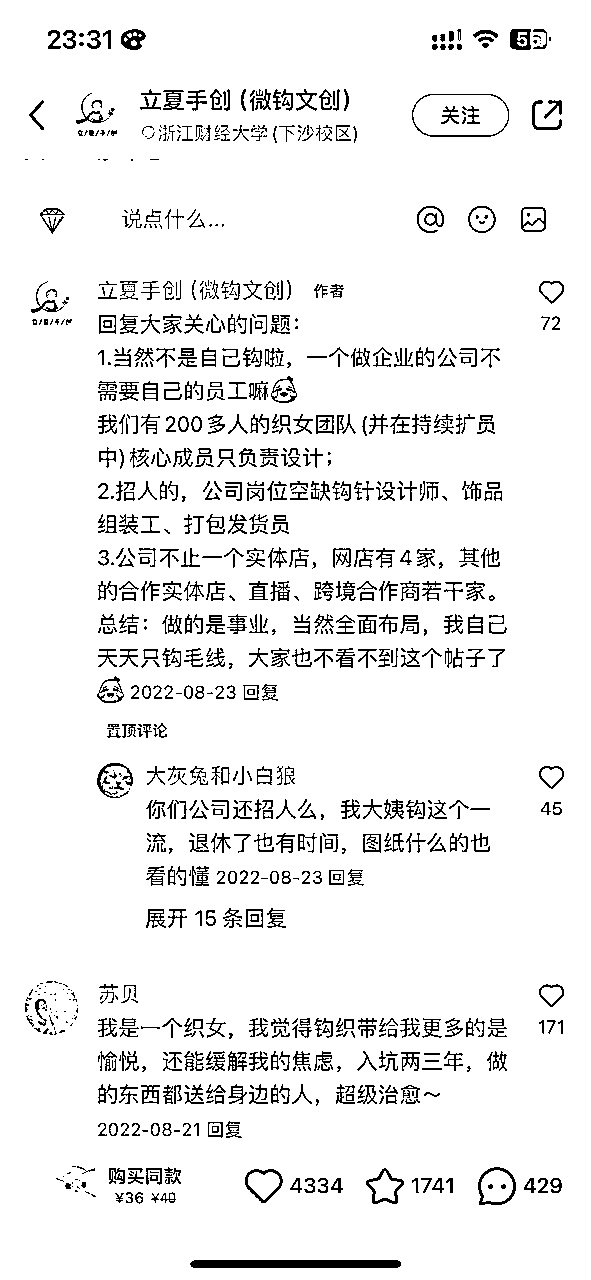 23:31
立夏手创 (微钩文创)
浙江财经大学 (下沙校区)
关注
说点什么...
立夏手创 (微钩文创) 作者
回复大家关心的问题：
72
1.当然不是自己钩啦，一个做企业的公司不
需要自己的员工嘛
我们有200多人的织女团队 (并在持续扩员
中) 核心成员只负责设计；
2.招人的，公司岗位空缺钩针设计师、饰品
组装工、打包发货员
3.公司不止一个实体店，网店有4家，其他
的合作实体店、直播、跨境合作商若干家。
总结：做的是事业，当然全面布局，我自己
天天只钩毛线，大家也不看不到这个帖子了
2022-08-23 回复
置顶评论
大灰兔和小白狼
你们公司还招人么，我大姨钩这个一
45
流，退休了也有时间，图纸什么的也
看的懂 2022-08-23 回复
展开 15 条回复
苏贝
我是一个织女，我觉得钩织带给我更多的是
171
愉悦，还能缓解我的焦虑，入坑两三年，做
的东西都送给身边的人，超级治愈～
2022-08-21 回复
购买同款
¥36 ¥40
4334
1741
429